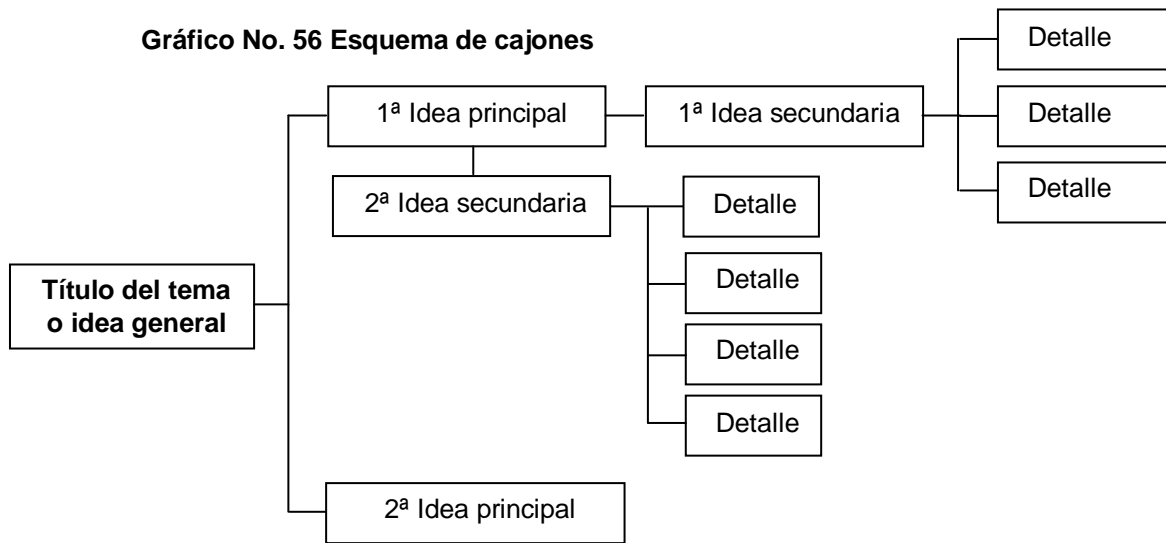 Gráfico No. 56 Esquema de cajones
Detalle
1ª Idea principal
1ª Idea secundaria
Detalle
Detalle
2ª Idea secundaria
Detalle
Detalle
Título del tema
o idea general
Detalle
Detalle
2ª Idea principal